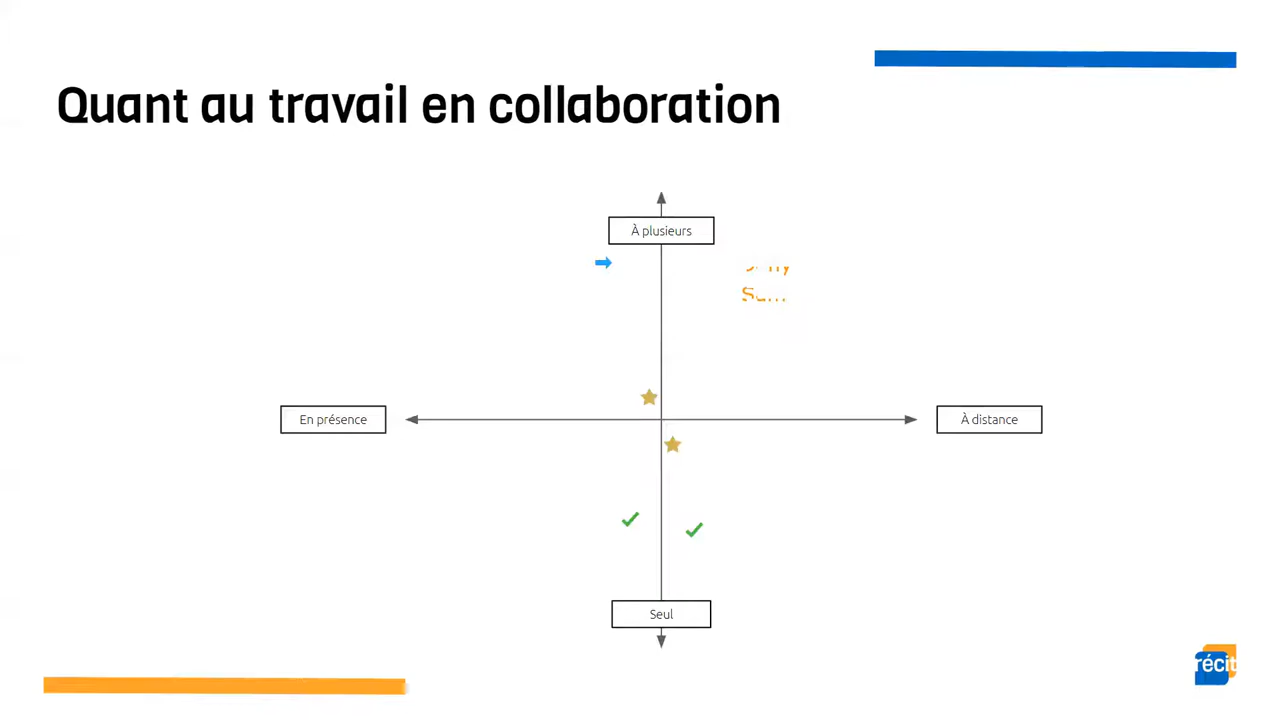 Quant au travail en collaboration
À plusieurs
En présence
À distance
Seul
récit